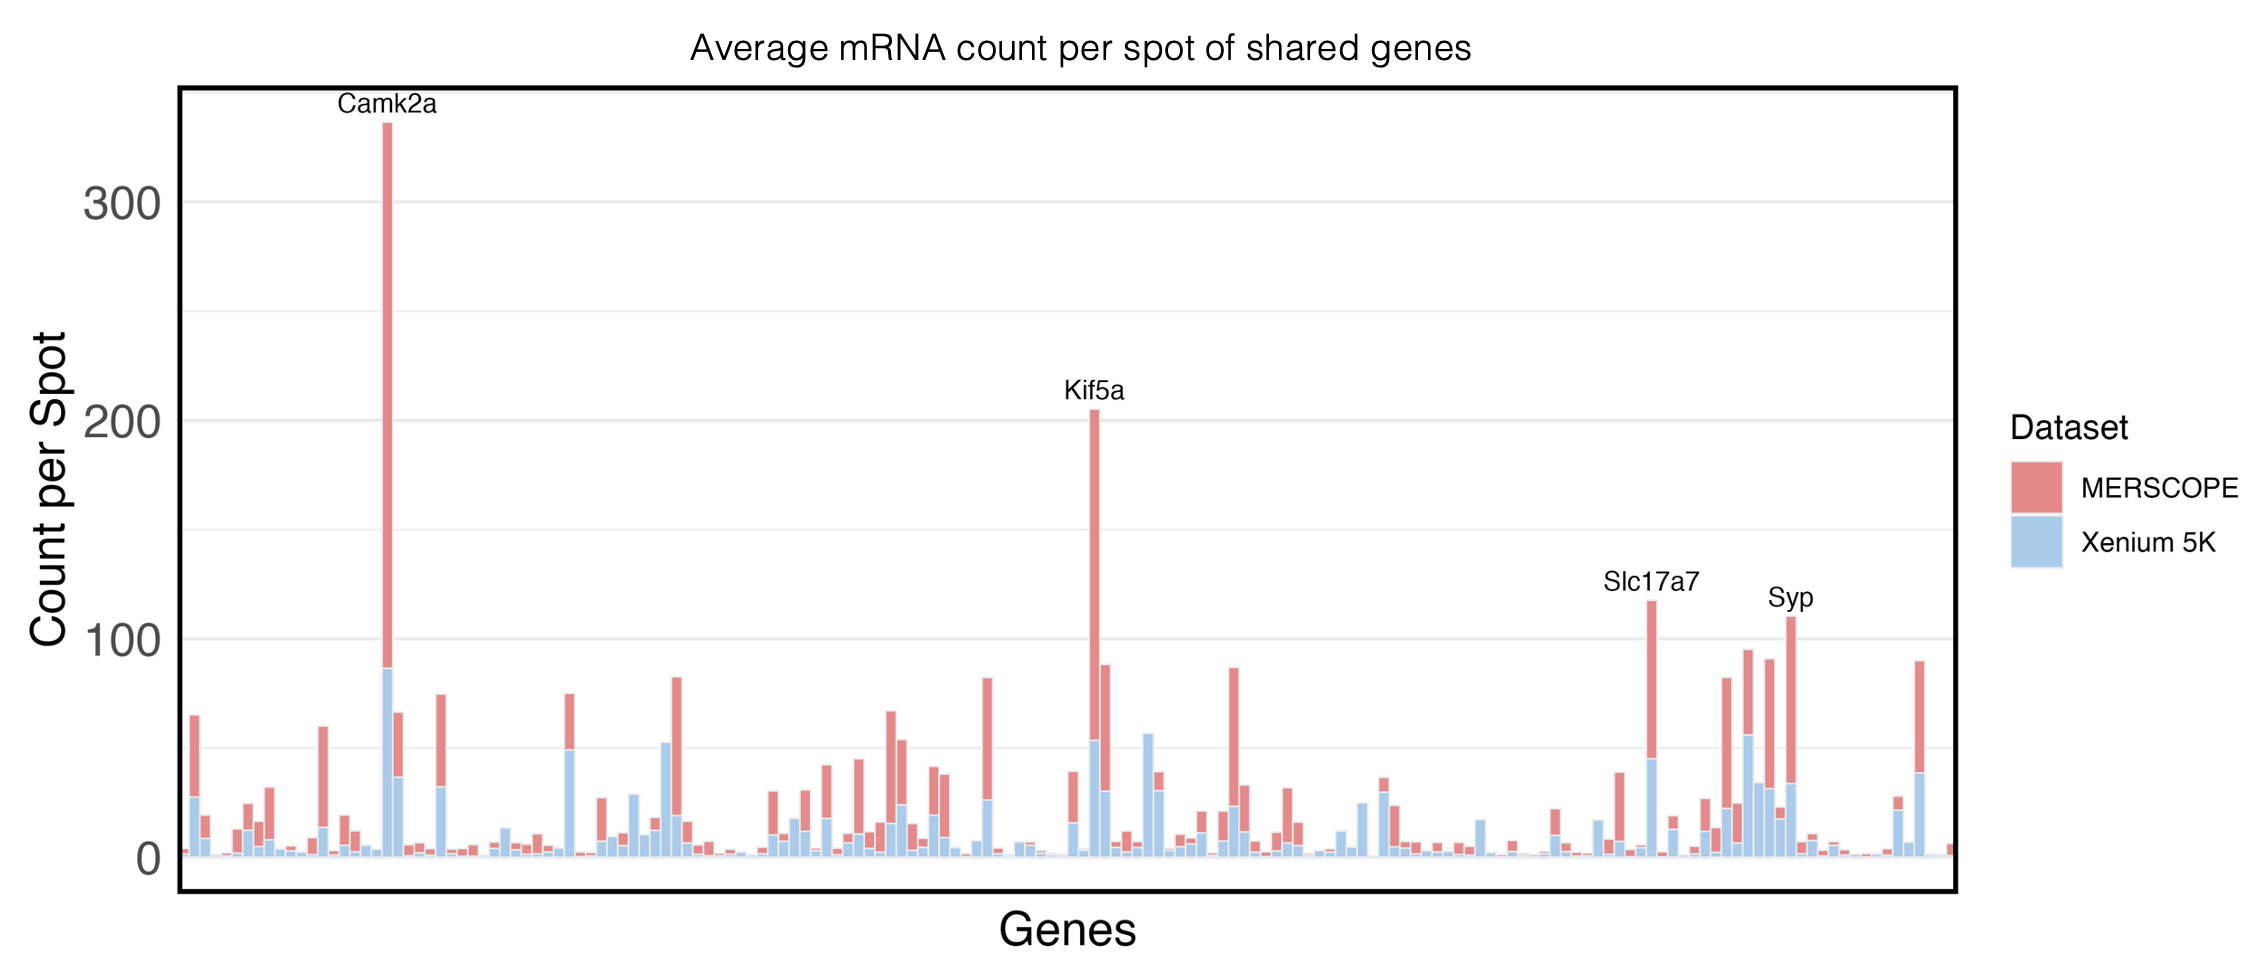 Average mRNA count per spot of shared genes
Camk2a
Kif5a
Slc17a7
Syp
300
200
100
0
Count per Spot
Genes
Dataset
MERSCOPE
Xenium 5K